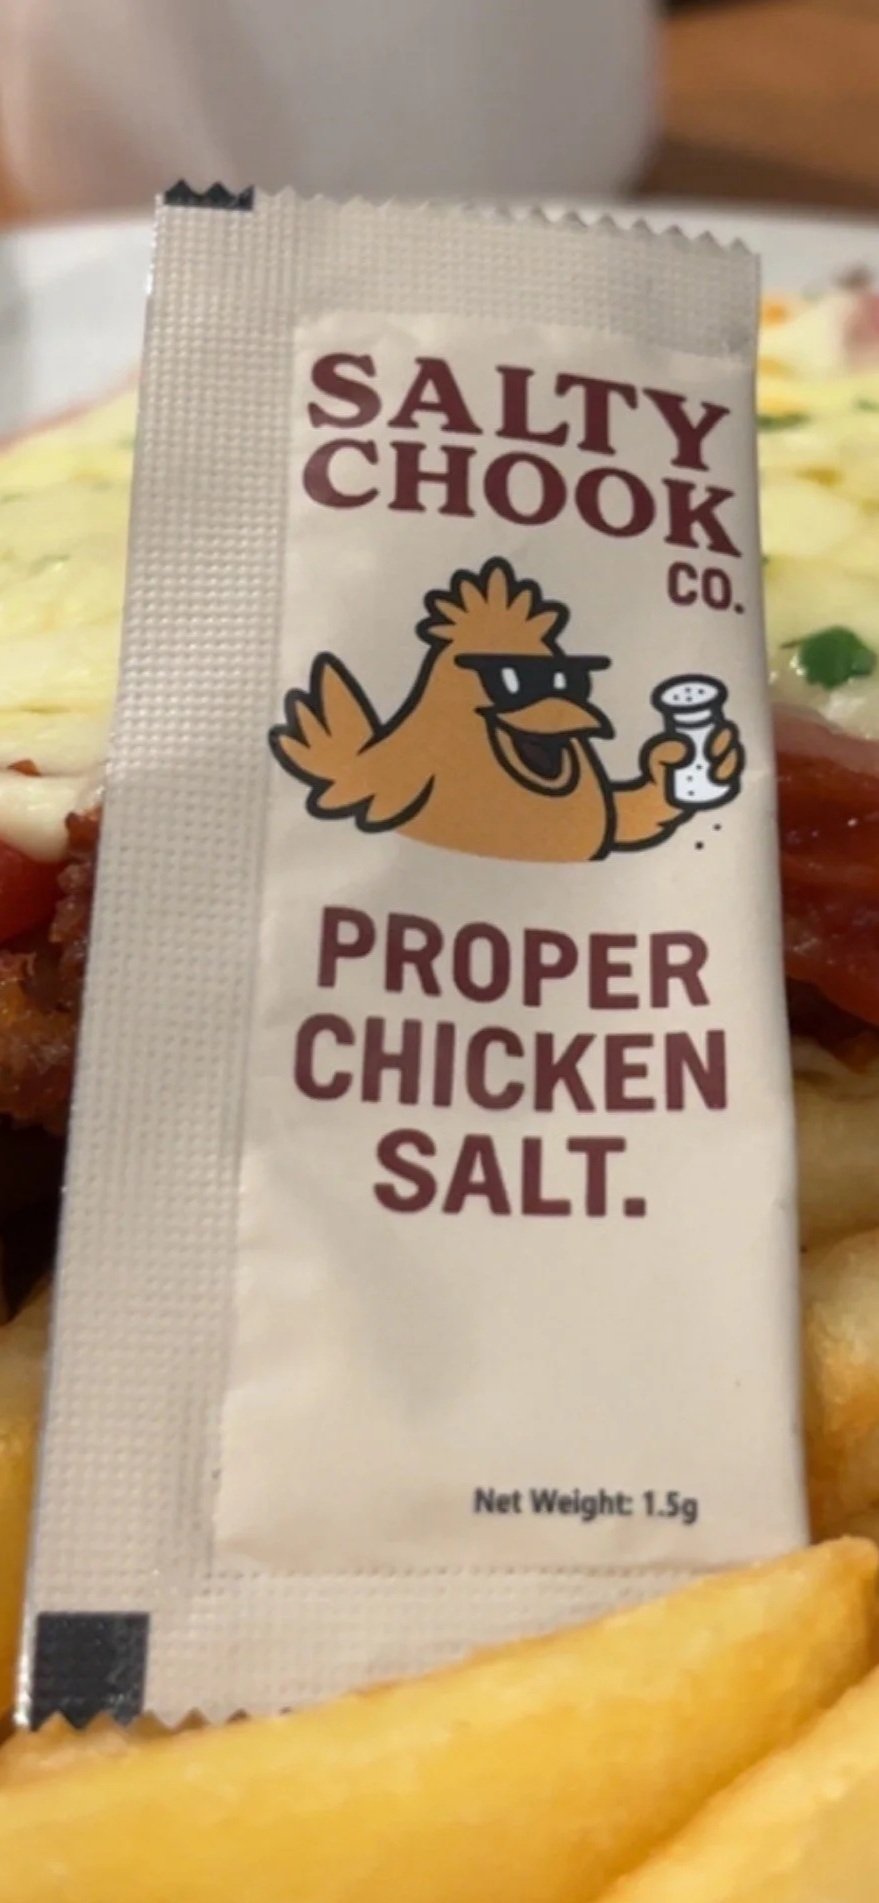 SALTY
CHOOK
CO.
PROPER
CHICKEN
SALT.
Net Weight: 1.5g